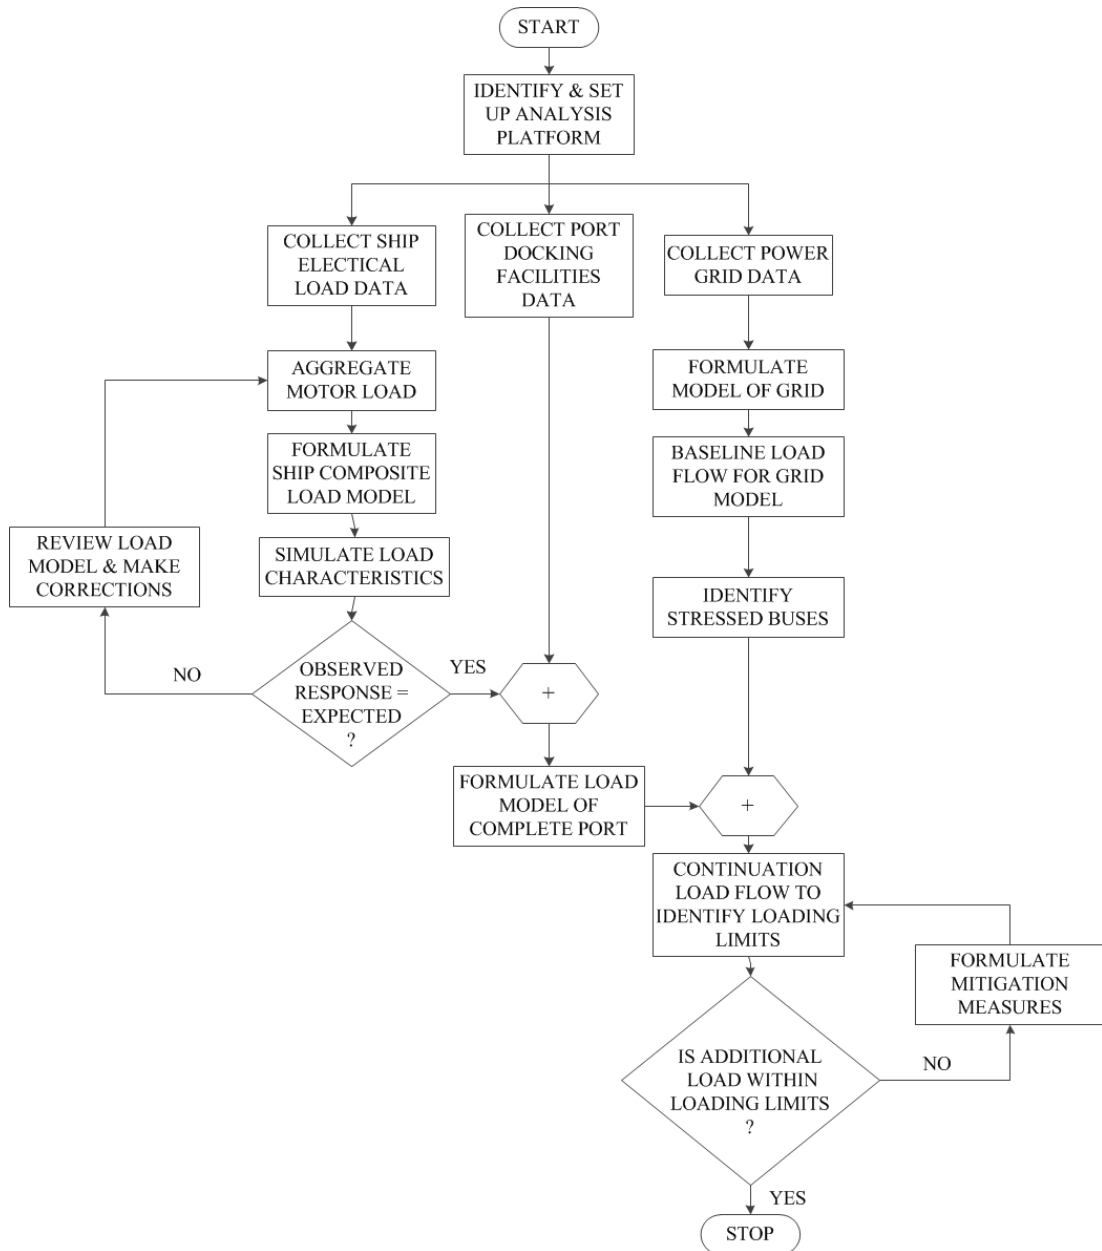 START
IDENTIFY & SET
UP ANALYSIS
PLATFORM
COLLECT SHIP
ELECTICAL
LOAD DATA
COLLECT PORT
DOCKING
FACILITIES
DATA
COLLECT POWER
GRID DATA
AGGREGATE
MOTOR LOAD
FORMULATE
MODEL OF GRID
FORMULATE
SHIP COMPOSITE
LOAD MODEL
BASELINE LOAD
FLOW FOR GRID
MODEL
REVIEW LOAD
MODEL & MAKE
CORRECTIONS
SIMULATE LOAD
CHARACTERISTICS
IDENTIFY
STRESSED BUSES
NO
OBSERVED
RESPONSE =
EXPECTED
?
YES
+
FORMULATE LOAD
MODEL OF
COMPLETE PORT
+
CONTINUATION
LOAD FLOW TO
IDENTIFY LOADING
LIMITS
FORMULATE
MITIGATION
MEASURES
IS ADDITIONAL
LOAD WITHIN
LOADING LIMITS
?
NO
YES
STOP